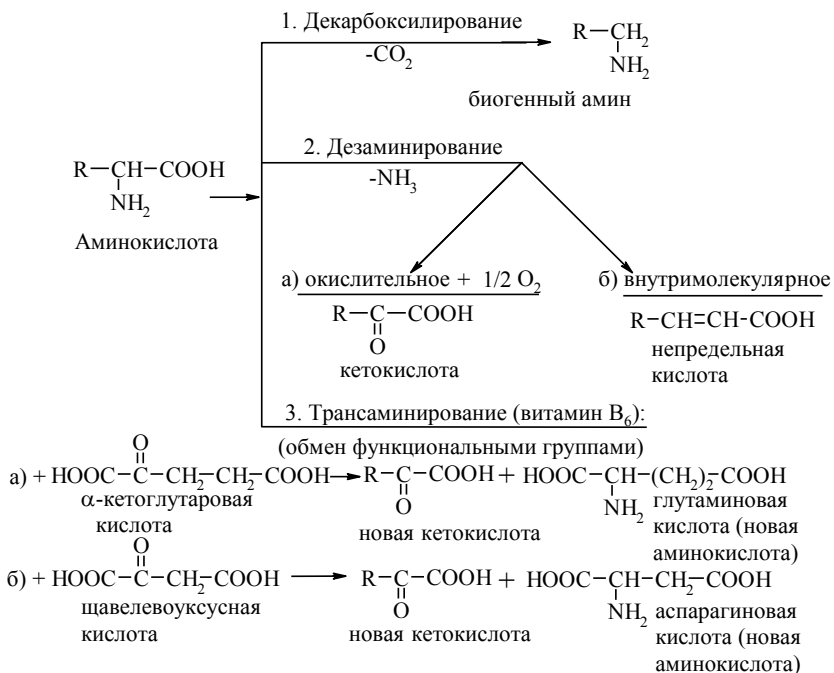 1. Декарбоксилирование
-CO2
R—CH2
NH2
биогенный амин
2. Дезаминирование
-NH3
R—CH—COOH
NH2
Аминокислота
а) окислительное + 1/2 O2
R—C—COOH
O
кетокислота
б) внутримолекулярное
R—CH=CH-COOH
непредельная
кислота
3. Трансаминирование (витамин B6):
(обмен функциональными группами)
O
а) + HOOC—C—CH2—CH2—COOH → R—C—COOH + HOOC—CH—(CH2)2—COOH
O
NH2
α-кетоглутаровая
кислота
новая кетокислота
глутаминовая
кислота (новая
аминокислота)
O
б) + HOOC—C—CH2—COOH → R—C—COOH + HOOC—CH—CH2—COOH
O
NH2
щавелевоуксусная
кислота
новая кетокислота
аспарагиновая
кислота (новая
аминокислота)